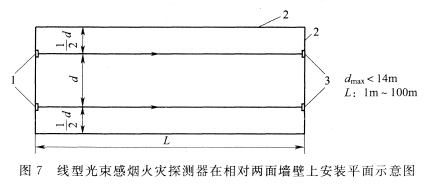 2
1/2 d
2
1
d
3
d_max<14m
L：1m~100m
1/2 d
L
图 7　线型光束感烟火灾探测器在相对两面墙壁上安装平面示意图